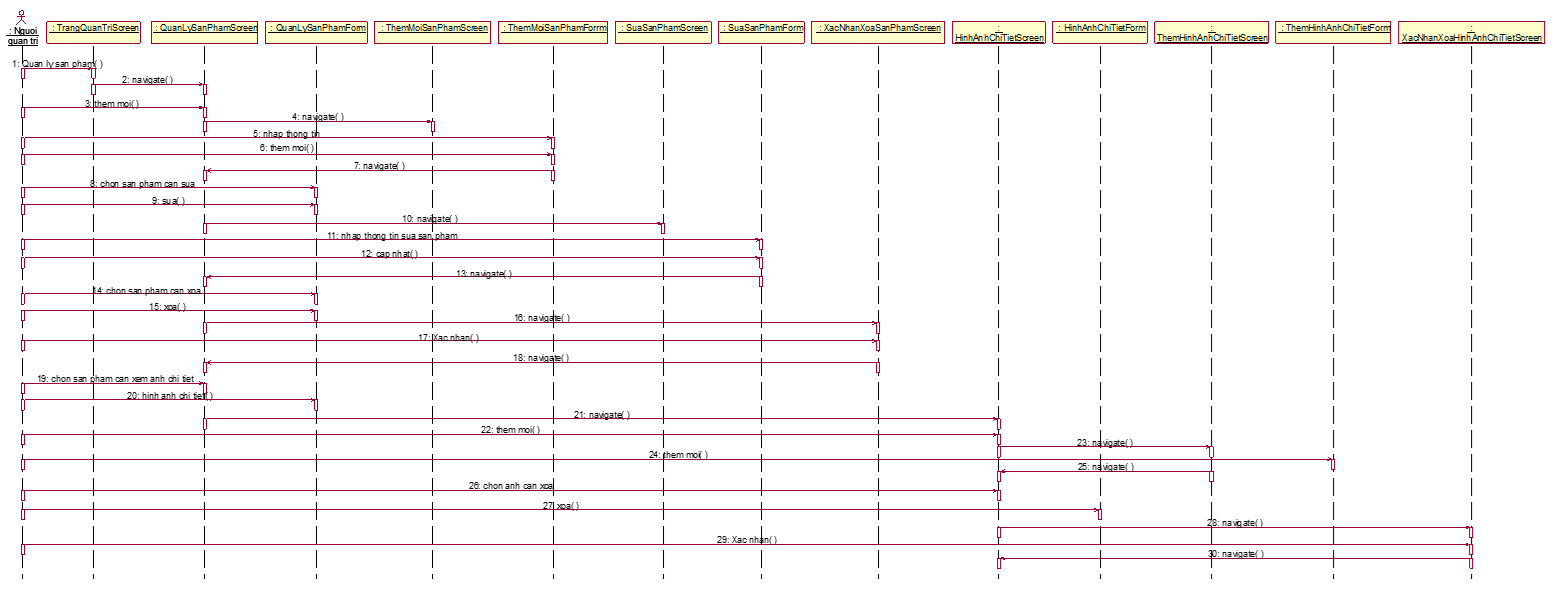 : Nguoi
quan tri
: TrangQuanTriScreen
: QuanLySanPhamScreen
: QuanLySanPhamForm
: ThemMoiSanPhamScreen
: ThemMoiSanPhamForrm
: SuaSanPhamScreen
: SuaSanPhamForm
: XacNhanXoaSanPhamScreen
:
HinhAnhChiTietScreen
: HinhAnhChiTietForm
:
ThemHinhAnhChiTietScreen
: ThemHinhAnhChiTietForm
:
XacNhanXoaHinhAnhChiTietScreen
1: Quan ly san pham( )
2: navigate( )
3: them moi( )
4: navigate( )
5: nhap thong tin
6: them moi( )
7: navigate( )
8: chon san pham can sua
9: sua( )
10: navigate( )
11: nhap thong tin sua san pham
12: cap nhat( )
13: navigate( )
14: chon san pham can xoa
15: xoa( )
16: navigate( )
17: Xac nhan( )
18: navigate( )
19: chon san pham can xem anh chi tiet
20: hinh anh chi tiet( )
21: navigate( )
22: them moi( )
23: navigate( )
24: them moi( )
25: navigate( )
26: chon anh can xoa
27: xoa( )
28: navigate( )
29: Xac nhan( )
30: navigate( )